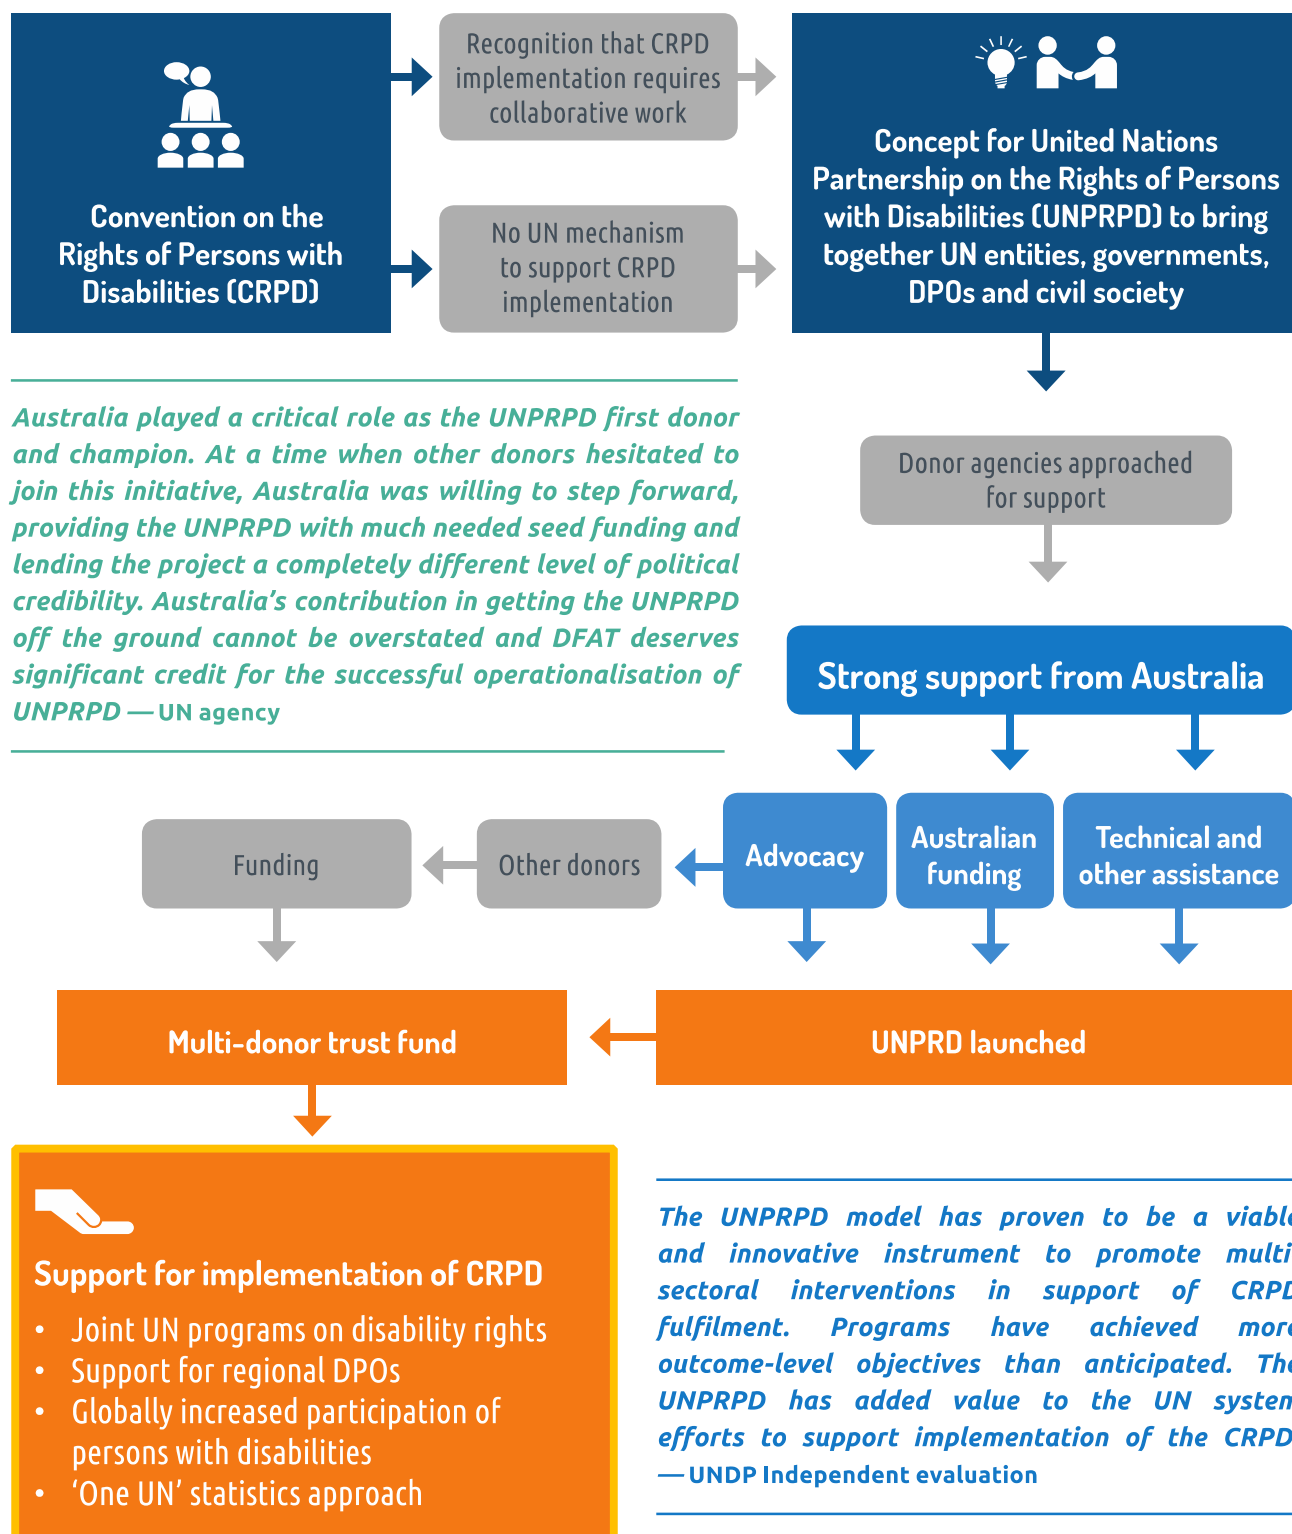 Convention on the
Rights of Persons with
Disabilities (CRPD)
Recognition that CRPD
implementation requires
collaborative work
No UN mechanism
to support CRPD
implementation
Concept for United Nations
Partnership on the Rights of Persons
with Disabilities (UNPRPD) to bring
together UN entities, governments,
DPOs and civil society
Australia played a critical role as the UNPRPD first donor
and champion. At a time when other donors hesitated to
join this initiative, Australia was willing to step forward,
providing the UNPRPD with much needed seed funding and
lending the project a completely different level of political
credibility. Australia's contribution in getting the UNPRPD
off the ground cannot be overstated and DFAT deserves
significant credit for the successful operationalisation of
UNPRPD — UN agency
Donor agencies approached
for support
Strong support from Australia
Advocacy
Australian
funding
Technical and
other assistance
Other donors
Funding
UNPRD launched
Multi-donor trust fund
Support for implementation of CRPD
• Joint UN programs on disability rights
• Support for regional DPOs
• Globally increased participation of
persons with disabilities
• 'One UN' statistics approach
The UNPRPD model has proven to be a viable
and innovative instrument to promote multi
sectoral interventions in support of CRPD
fulfilment. Programs have achieved more
outcome-level objectives than anticipated. The
UNPRPD has added value to the UN system
efforts to support implementation of the CRPD
— UNDP Independent evaluation